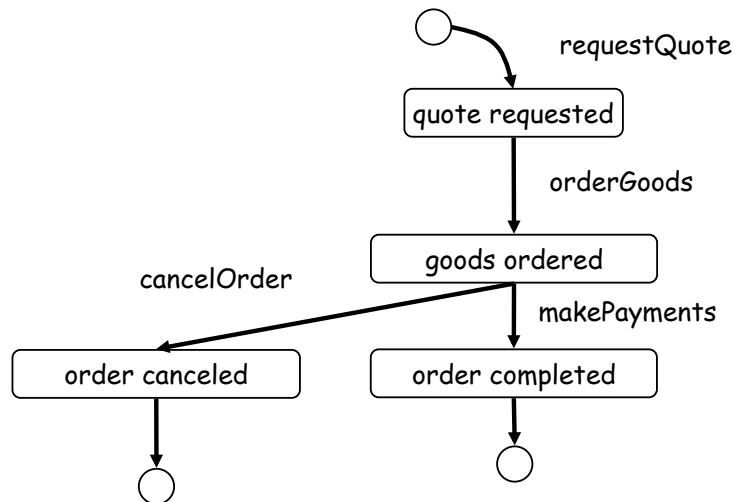 requestQuote
quote requested
orderGoods
goods ordered
cancelOrder
makePayments
order canceled
order completed